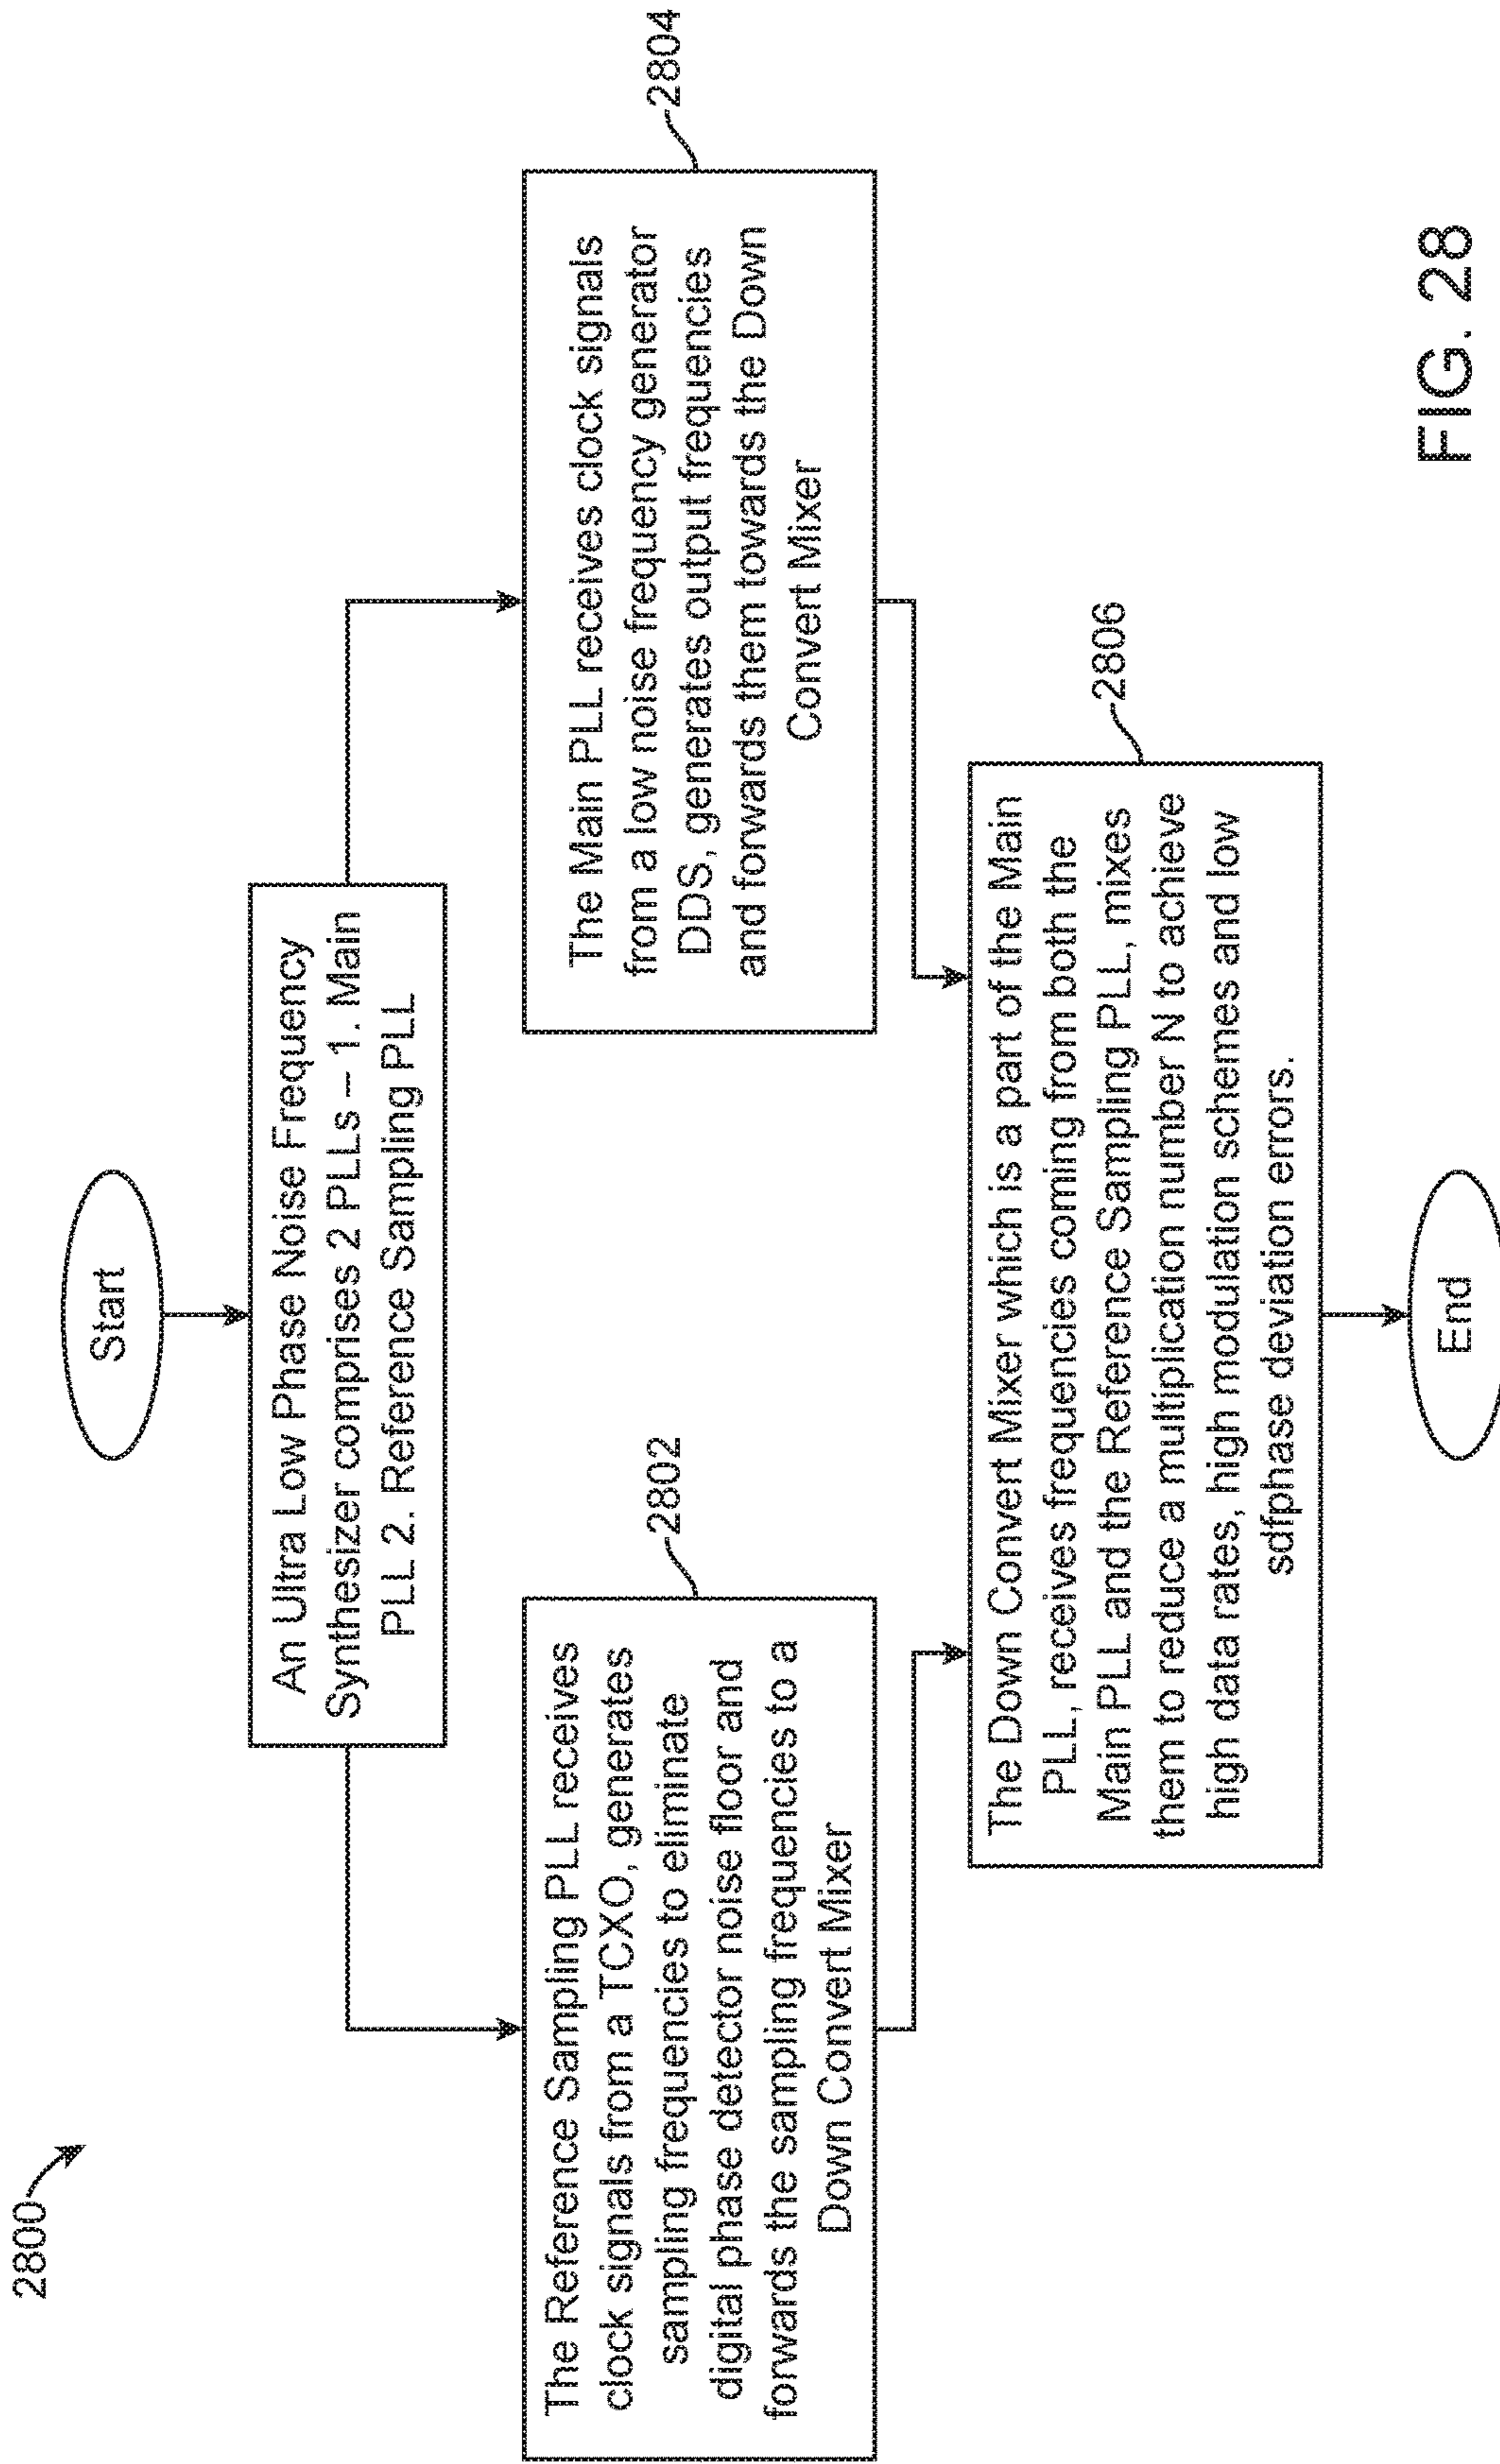 2800
Start
An Ultra Low Phase Noise Frequency
Synthesizer comprises 2 PLLs – 1. Main
PLL 2. Reference Sampling PLL
2802
The Reference Sampling PLL receives
clock signals from a TCXO, generates
sampling frequencies to eliminate
digital phase detector noise floor and
forwards the sampling frequencies to a
Down Convert Mixer
2804
The Main PLL receives clock signals
from a low noise frequency generator
DDS, generates output frequencies
and forwards them towards the Down
Convert Mixer
2806
The Down Convert Mixer which is a part of the Main
PLL, receives frequencies coming from both the
Main PLL and the Reference Sampling PLL, mixes
them to reduce a multiplication number N to achieve
high data rates, high modulation schemes and low
sdfphase deviation errors.
End
FIG. 28